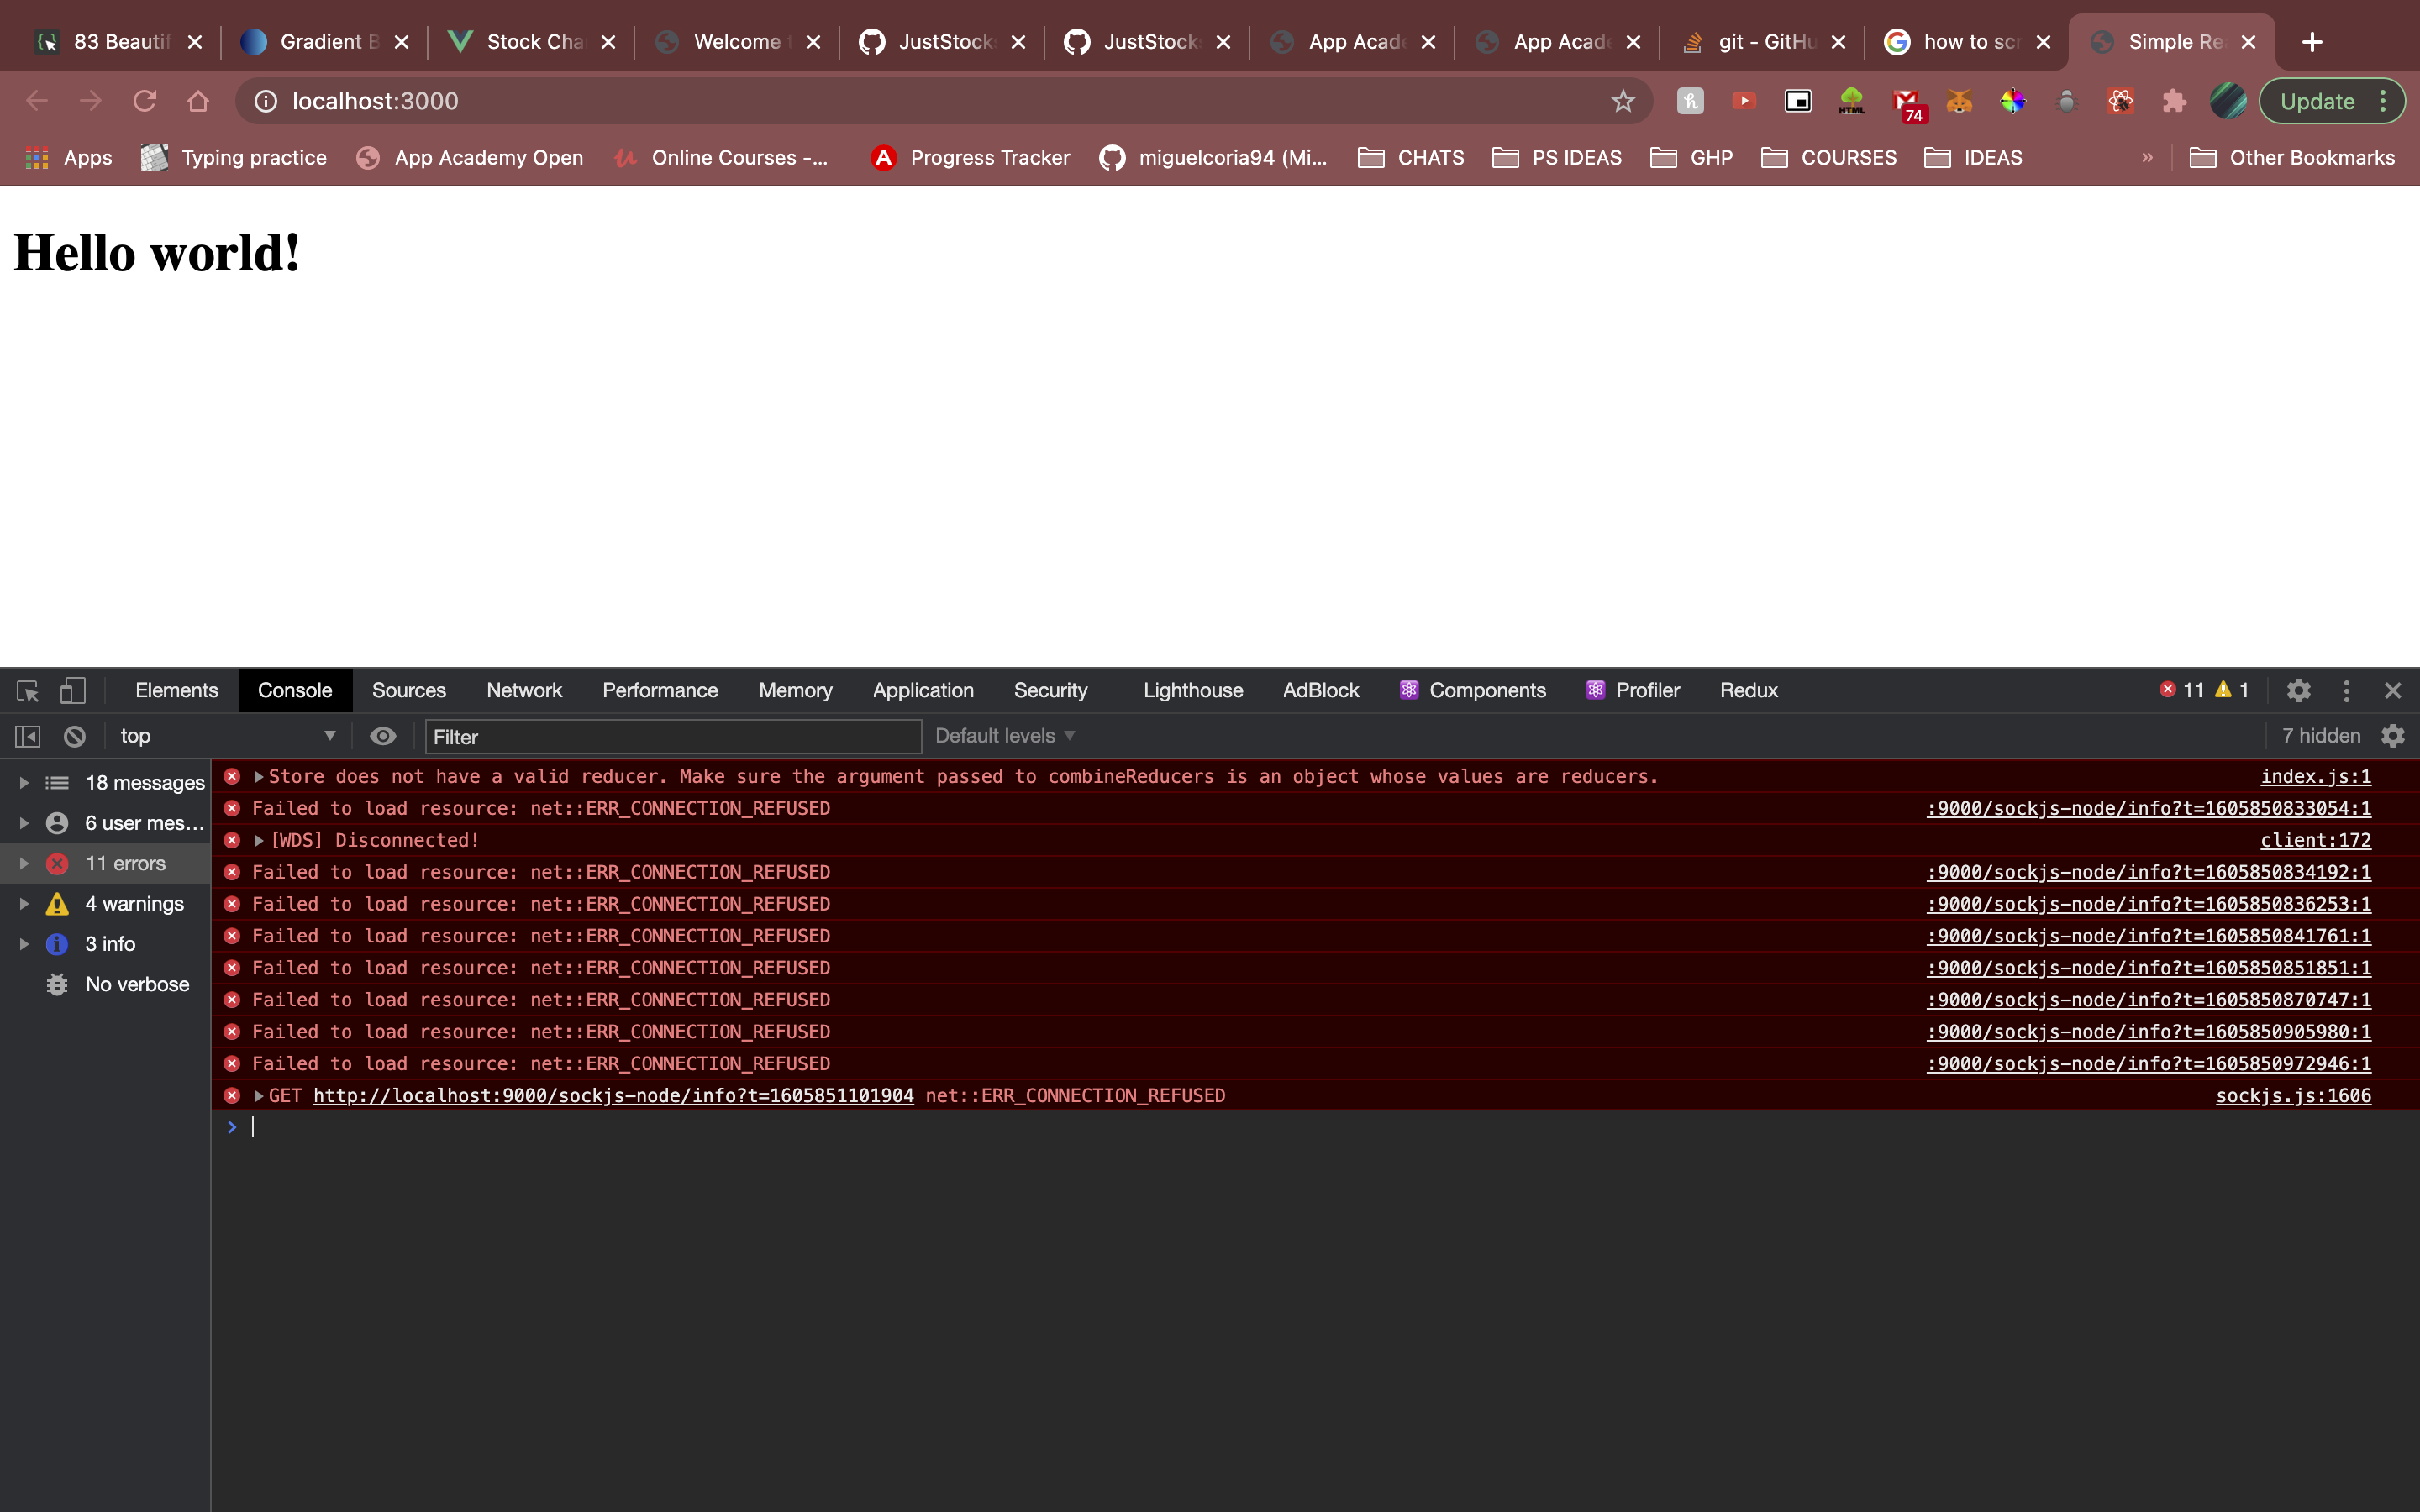 83 Beautif
Gradient B
Stock Cha
Welcome t
JustStock
JustStock
App Acade
App Acade
git - GitHu
how to scr
Simple Re
localhost:3000
HTML
74
Update
Apps
Typing practice
App Academy Open
Online Courses -...
Progress Tracker
miguelcoria94 (Mi...
CHATS
PS IDEAS
GHP
COURSES
IDEAS
»
Other Bookmarks
Hello world!
Elements
Console
Sources
Network
Performance
Memory
Application
Security
Lighthouse
AdBlock
Components
Profiler
Redux
11
1
top
Filter
Default levels
7 hidden
18 messages
6 user mes...
11 errors
4 warnings
3 info
No verbose
Store does not have a valid reducer. Make sure the argument passed to combineReducers is an object whose values are reducers. index.js:1
Failed to load resource: net::ERR_CONNECTION_REFUSED :9000/sockjs-node/info?t=1605850833054:1
[WDS] Disconnected! client:172
Failed to load resource: net::ERR_CONNECTION_REFUSED :9000/sockjs-node/info?t=1605850834192:1
Failed to load resource: net::ERR_CONNECTION_REFUSED :9000/sockjs-node/info?t=1605850836253:1
Failed to load resource: net::ERR_CONNECTION_REFUSED :9000/sockjs-node/info?t=1605850841761:1
Failed to load resource: net::ERR_CONNECTION_REFUSED :9000/sockjs-node/info?t=1605850851851:1
Failed to load resource: net::ERR_CONNECTION_REFUSED :9000/sockjs-node/info?t=1605850870747:1
Failed to load resource: net::ERR_CONNECTION_REFUSED :9000/sockjs-node/info?t=1605850905980:1
Failed to load resource: net::ERR_CONNECTION_REFUSED :9000/sockjs-node/info?t=1605850972946:1
GET http://localhost:9000/sockjs-node/info?t=1605851101904 net::ERR_CONNECTION_REFUSED sockjs.js:1606